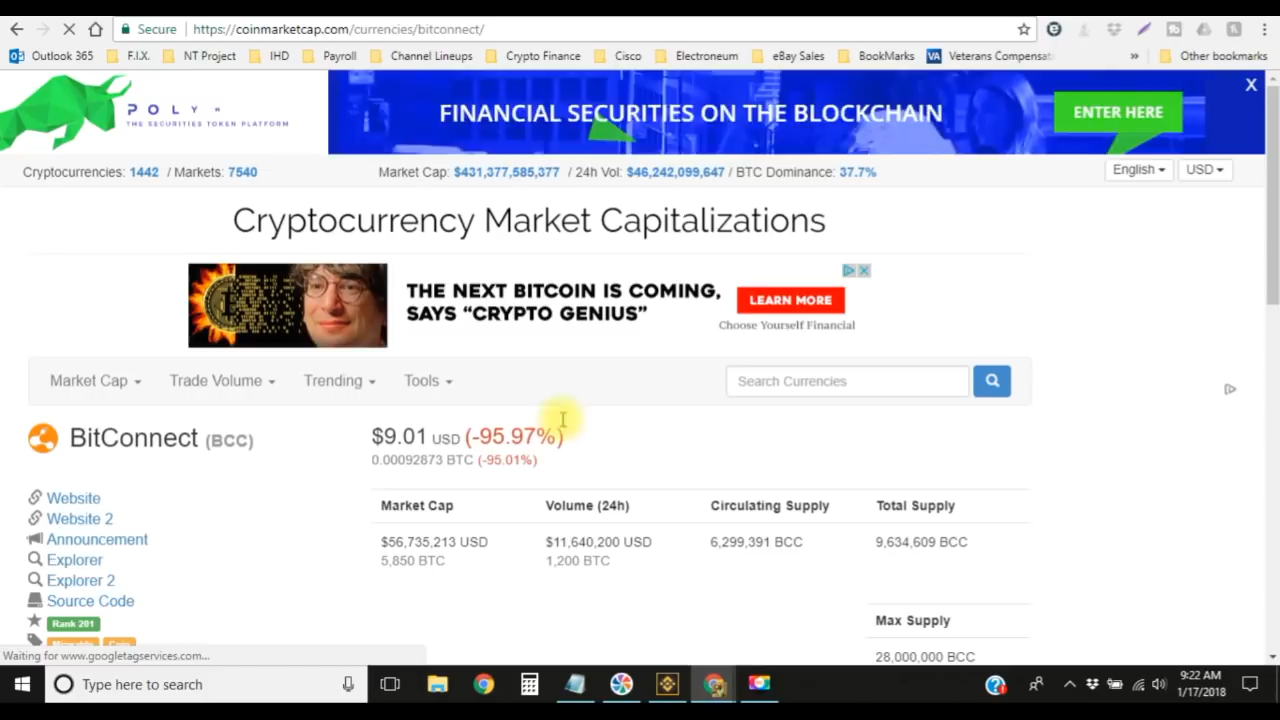 Secure https://coinmarketcap.com/currencies/bitconnect/
Outlook 365 F.I.X. NT Project IHD Payroll Channel Lineups Crypto Finance Cisco Electroneum eBay Sales BookMarks VA Veterans Compensat » Other bookmarks
POLY
THE SECURITIES TOKEN PLATFORM
FINANCIAL SECURITIES ON THE BLOCKCHAIN
ENTER HERE
X
Cryptocurrencies: 1442 / Markets: 7540 Market Cap: $431,377,585,377 / 24h Vol: $46,242,099,647 / BTC Dominance: 37.7% English USD
Cryptocurrency Market Capitalizations
THE NEXT BITCOIN IS COMING,
SAYS “CRYPTO GENIUS”
LEARN MORE
Choose Yourself Financial
Market Cap Trade Volume Trending Tools Search Currencies
BitConnect (BCC) $9.01 USD (-95.97%)
0.00092873 BTC (-95.01%)
Website
Website 2
Announcement
Explorer
Explorer 2
Source Code
Rank 201
Market Cap Volume (24h) Circulating Supply Total Supply
$56,735,213 USD $11,640,200 USD 6,299,391 BCC 9,634,609 BCC
5,850 BTC 1,200 BTC
Max Supply
28,000,000 BCC
Waiting for www.googletagservices.com...
Type here to search
9:22 AM
1/17/2018